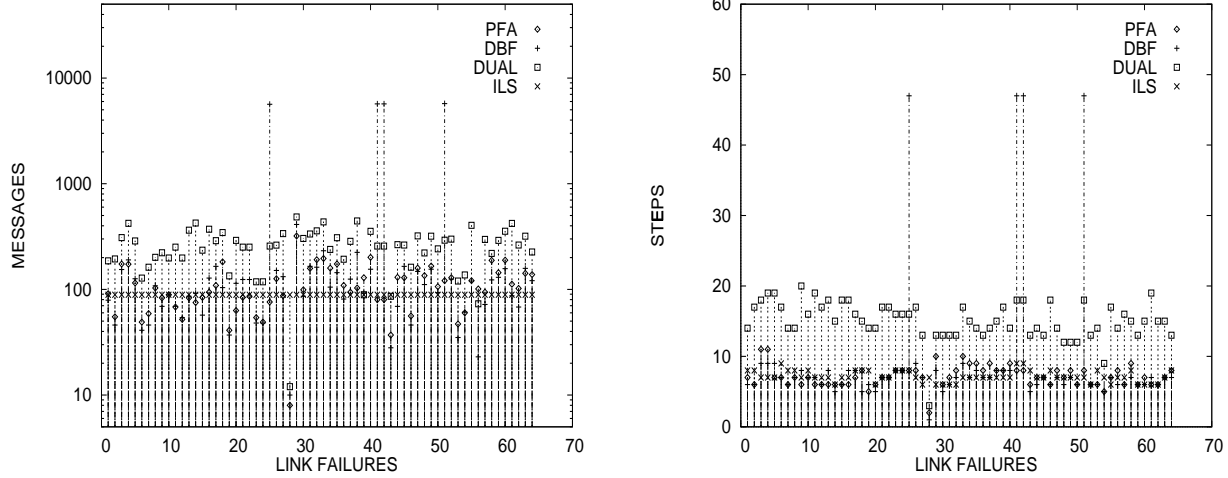 10000
1000
100
10
MESSAGES
PFA
DBF
DUAL
ILS
0 10 20 30 40 50 60 70
LINK FAILURES
60
50
40
30
20
10
0
STEPS
PFA
DBF
DUAL
ILS
0 10 20 30 40 50 60 70
LINK FAILURES